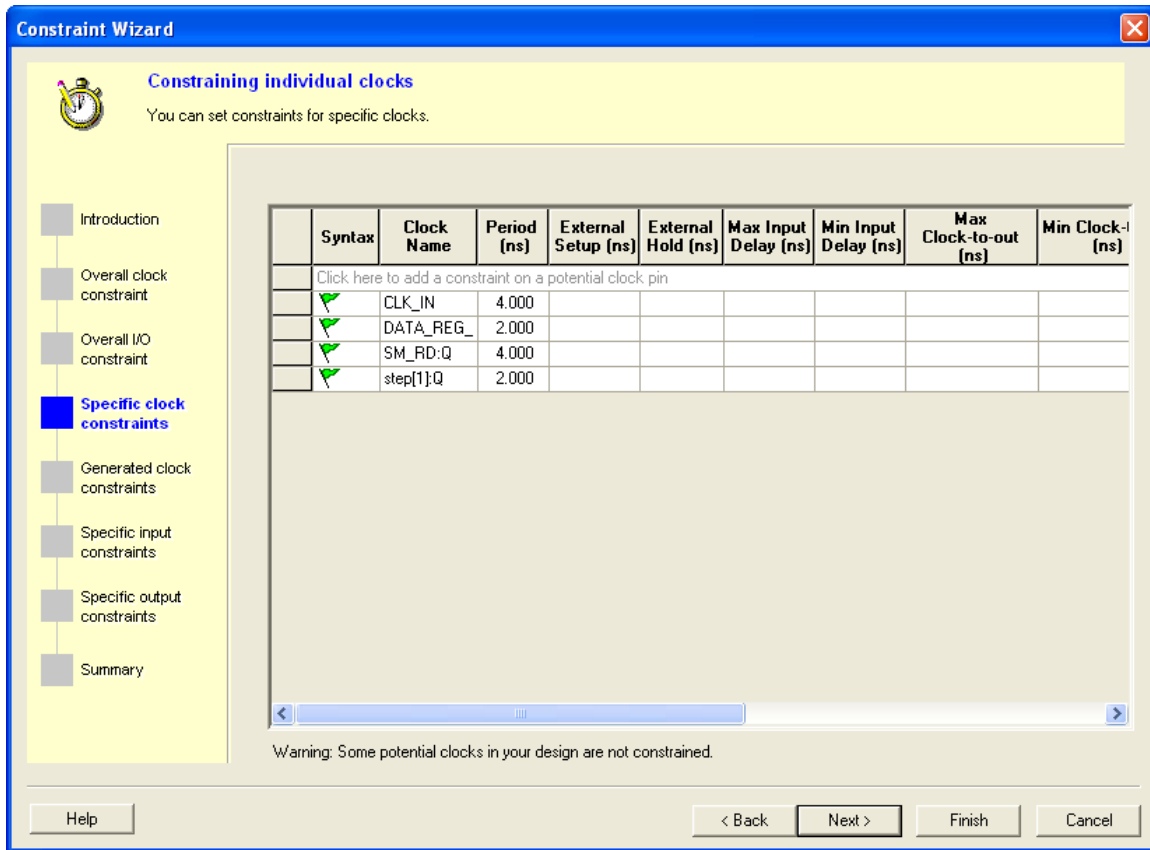 Constraint Wizard
Constraining individual clocks
You can set constraints for specific clocks.
Introduction
Overall clock
constraint
Overall I/O
constraint
Specific clock
constraints
Generated clock
constraints
Specific input
constraints
Specific output
constraints
Summary
Syntax Clock Name Period (ns) External Setup (ns) External Hold (ns) Max Input Delay (ns) Min Input Delay (ns) Max Clock-to-out (ns) Min Clock- (ns)
Click here to add a constraint on a potential clock pin
CLK_IN 4.000
DATA_REG_ 2.000
SM_RD:Q 4.000
step[1]:Q 2.000
Warning: Some potential clocks in your design are not constrained.
Help < Back Next > Finish Cancel